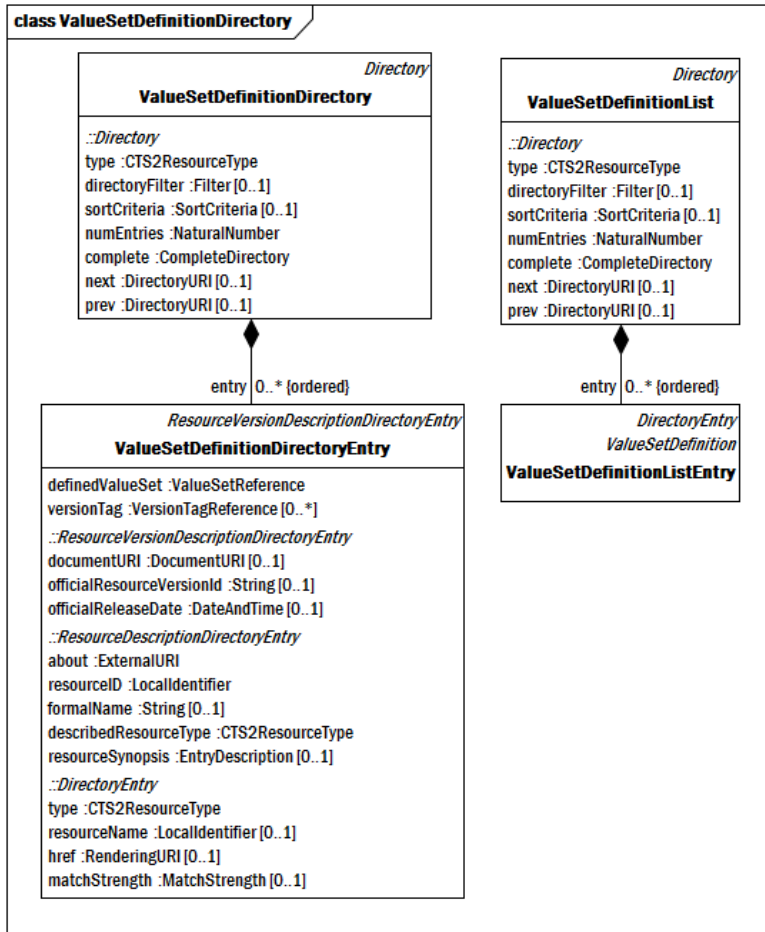 class ValueSetDefinitionDirectory
Directory
ValueSetDefinitionDirectory
::Directory
type :CTS2ResourceType
directoryFilter :Filter [0..1]
sortCriteria :SortCriteria [0..1]
numEntries :NaturalNumber
complete :CompleteDirectory
next :DirectoryURI [0..1]
prev :DirectoryURI [0..1]
entry 0..* {ordered}
ResourceVersionDescriptionDirectoryEntry
ValueSetDefinitionDirectoryEntry
definedValueSet :ValueSetReference
versionTag :VersionTagReference [0..*]
::ResourceVersionDescriptionDirectoryEntry
documentURI :DocumentURI [0..1]
officialResourceVersionId :String [0..1]
officialReleaseDate :DateAndTime [0..1]
::ResourceDescriptionDirectoryEntry
about :ExternalURI
resourceID :LocalIdentifier
formalName :String [0..1]
describedResourceType :CTS2ResourceType
resourceSynopsis :EntryDescription [0..1]
::DirectoryEntry
type :CTS2ResourceType
resourceName :LocalIdentifier [0..1]
href :RenderingURI [0..1]
matchStrength :MatchStrength [0..1]
Directory
ValueSetDefinitionList
::Directory
type :CTS2ResourceType
directoryFilter :Filter [0..1]
sortCriteria :SortCriteria [0..1]
numEntries :NaturalNumber
complete :CompleteDirectory
next :DirectoryURI [0..1]
prev :DirectoryURI [0..1]
entry 0..* {ordered}
DirectoryEntry
ValueSetDefinition
ValueSetDefinitionListEntry